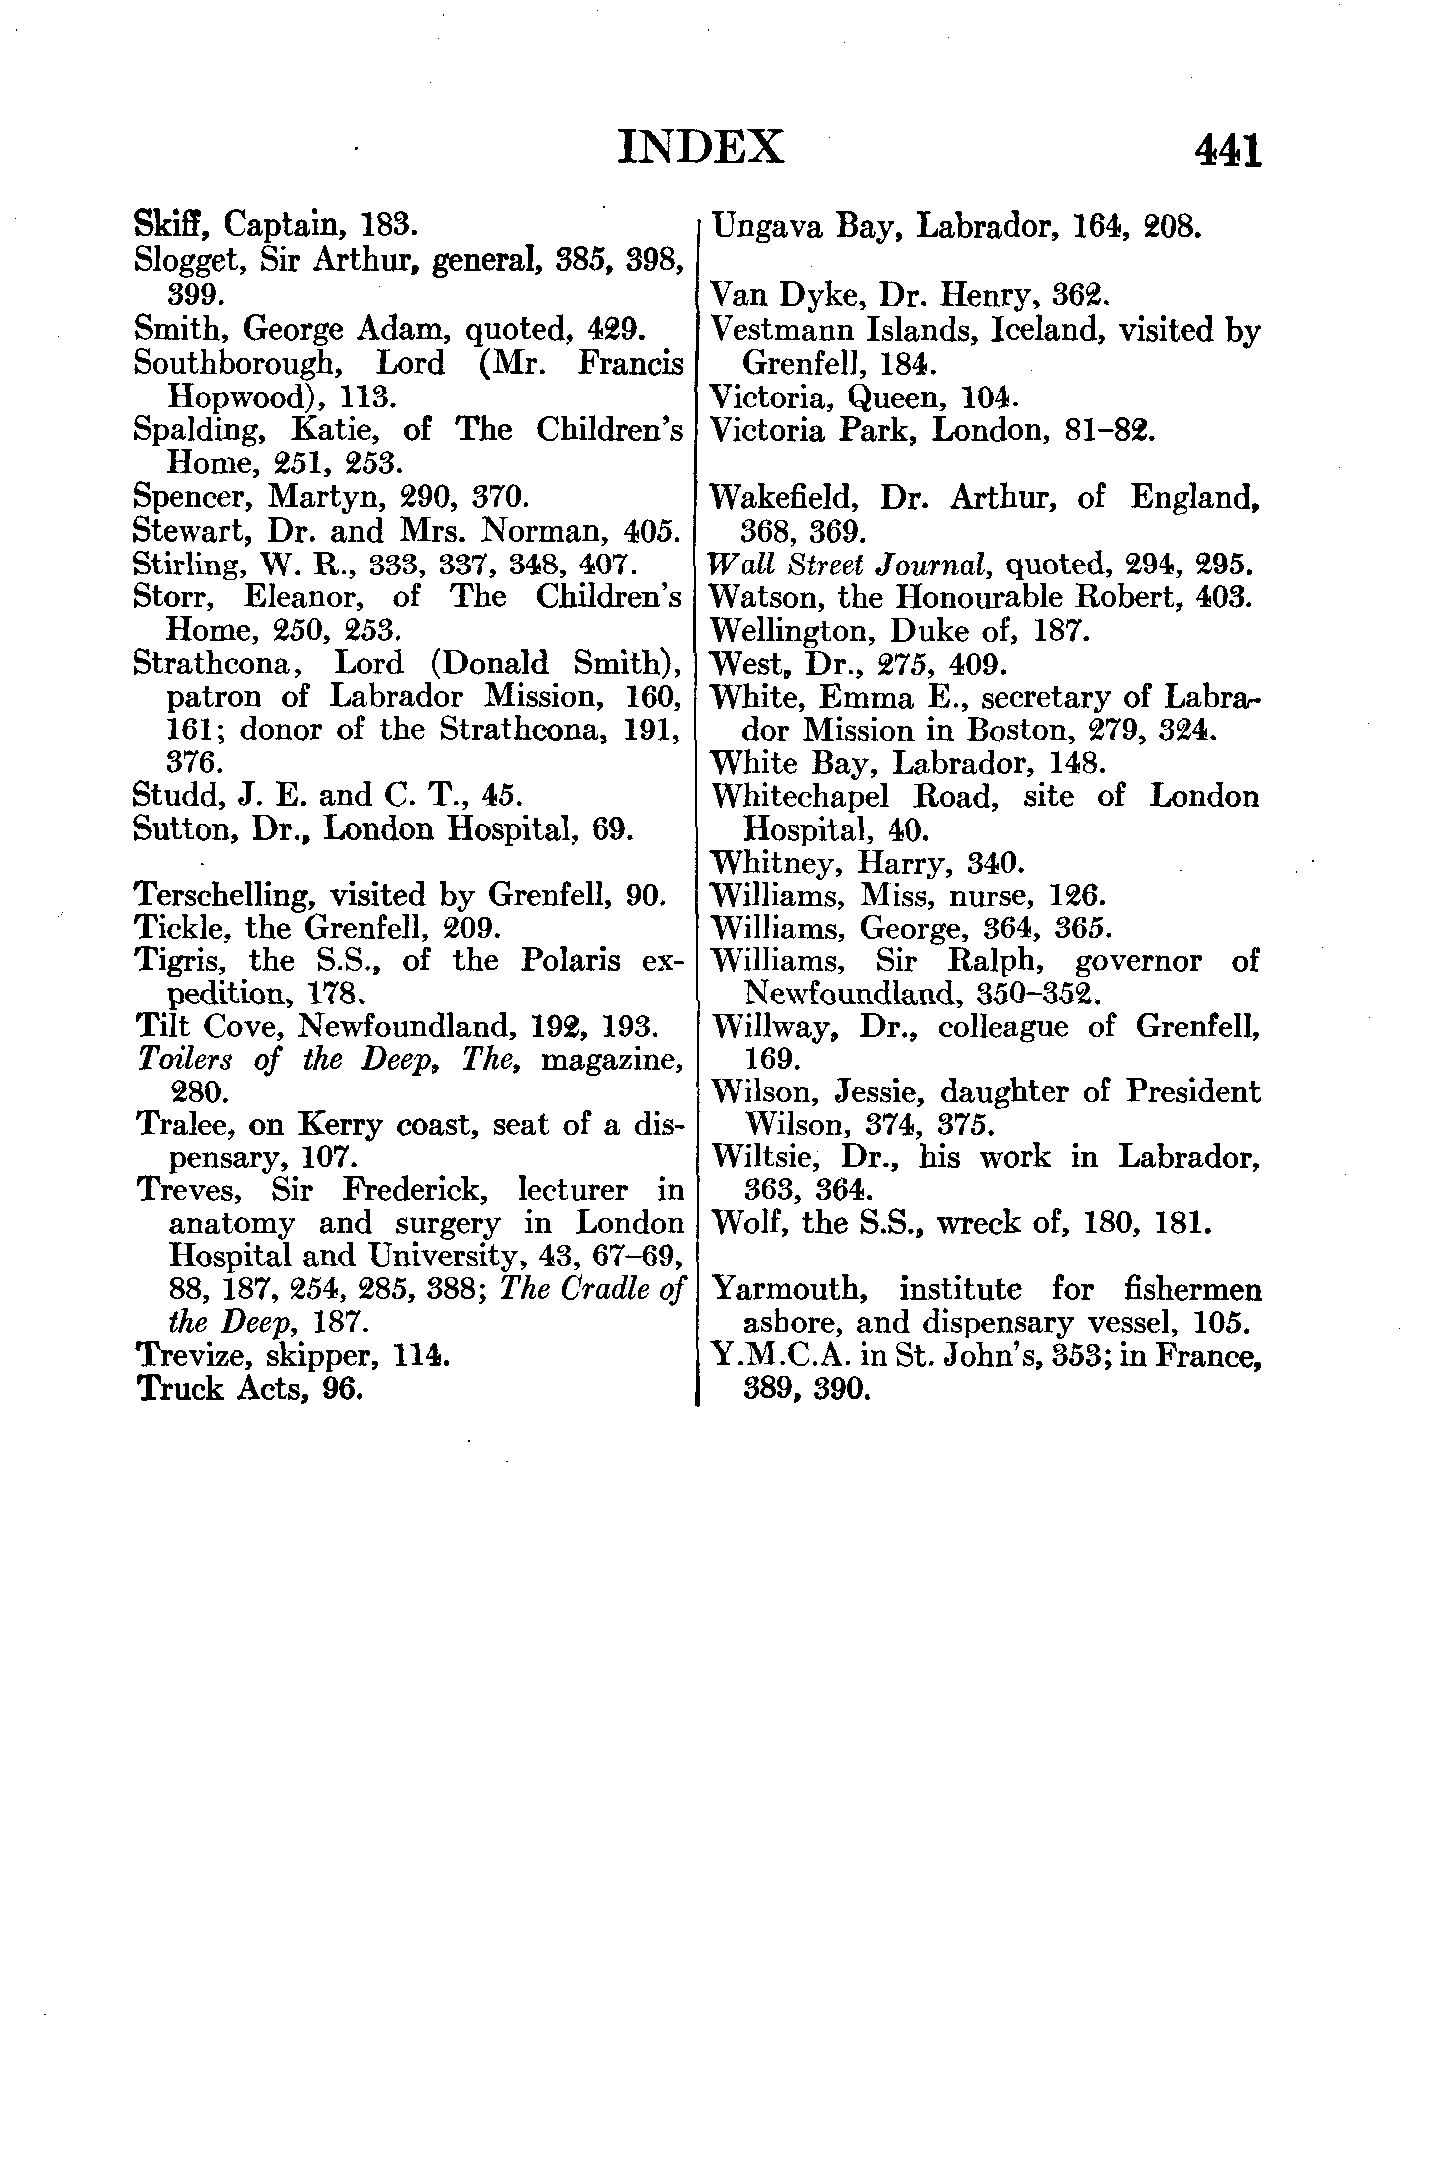 INDEX 441
Skiff, Captain, 183.
Slogget, Sir Arthur, general, 385, 398,
399.
Smith, George Adam, quoted, 429.
Southborough, Lord (Mr. Francis
Hopwood), 113.
Spalding, Katie, of The Children's
Home, 251, 253.
Spencer, Martyn, 290, 370.
Stewart, Dr. and Mrs. Norman, 405.
Stirling, W. R., 333, 337, 348, 407.
Storr, Eleanor, of The Children's
Home, 250, 253.
Strathcona, Lord (Donald Smith),
patron of Labrador Mission, 160,
161; donor of the Strathcona, 191,
376.
Studd, J. E. and C. T., 45.
Sutton, Dr., London Hospital, 69.
Terschelling, visited by Grenfell, 90.
Tickle, the Grenfell, 209.
Tigris, the S.S., of the Polaris ex-
pedition, 178.
Tilt Cove, Newfoundland, 192, 193.
Toilers of the Deep, The, magazine,
280.
Tralee, on Kerry coast, seat of a dis-
pensary, 107.
Treves, Sir Frederick, lecturer in
anatomy and surgery in London
Hospital and University, 43, 67–69,
88, 187, 254, 285, 388; The Cradle of
the Deep, 187.
Trevize, skipper, 114.
Truck Acts, 96.
Ungava Bay, Labrador, 164, 208.
Van Dyke, Dr. Henry, 362.
Vestmann Islands, Iceland, visited by
Grenfell, 184.
Victoria, Queen, 104.
Victoria Park, London, 81–82.
Wakefield, Dr. Arthur, of England,
368, 369.
Wall Street Journal, quoted, 294, 295.
Watson, the Honourable Robert, 403.
Wellington, Duke of, 187.
West, Dr., 275, 409.
White, Emma E., secretary of Labra-
dor Mission in Boston, 279, 324.
White Bay, Labrador, 148.
Whitechapel Road, site of London
Hospital, 40.
Whitney, Harry, 340.
Williams, Miss, nurse, 126.
Williams, George, 364, 365.
Williams, Sir Ralph, governor of
Newfoundland, 350–352.
Willway, Dr., colleague of Grenfell,
169.
Wilson, Jessie, daughter of President
Wilson, 374, 375.
Wiltsie, Dr., his work in Labrador,
363, 364.
Wolf, the S.S., wreck of, 180, 181.
Yarmouth, institute for fishermen
ashore, and dispensary vessel, 105.
Y.M.C.A. in St. John's, 353; in France,
389, 390.